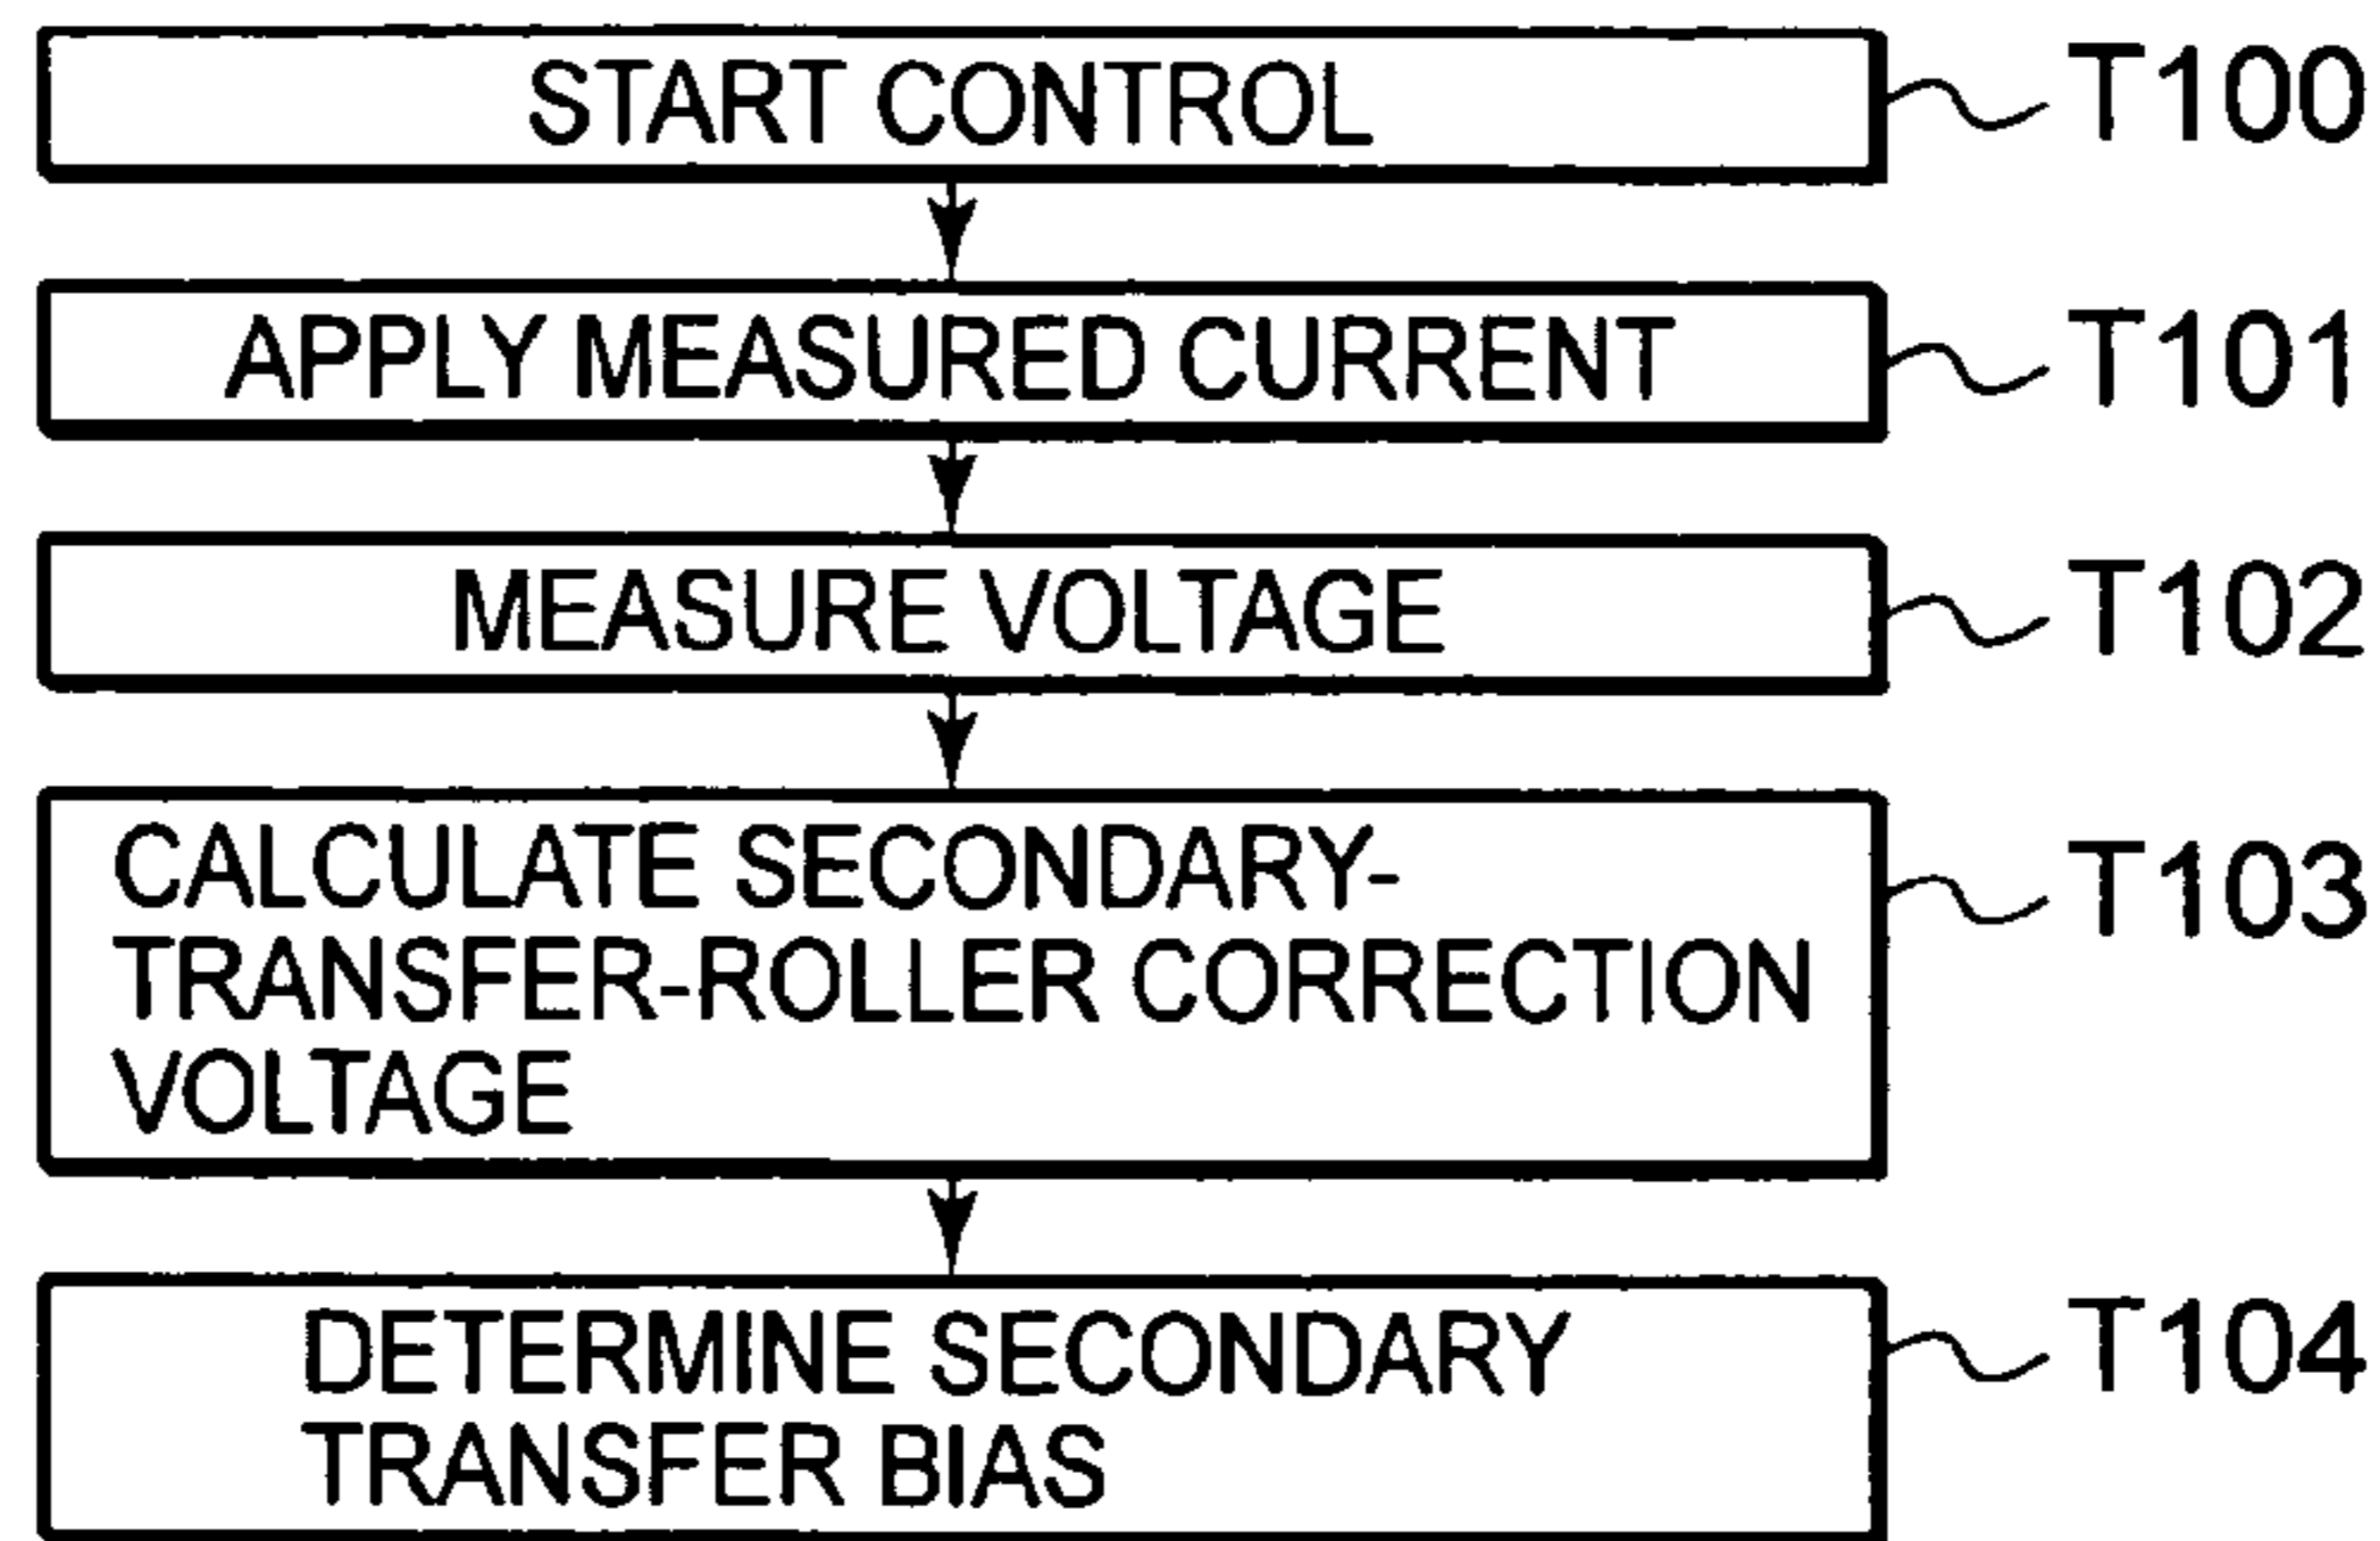 START CONTROL
T100
APPLY MEASURED CURRENT
T101
MEASURE VOLTAGE
T102
CALCULATE SECONDARY-
TRANSFER-ROLLER CORRECTION
VOLTAGE
T103
DETERMINE SECONDARY
TRANSFER BIAS
T104